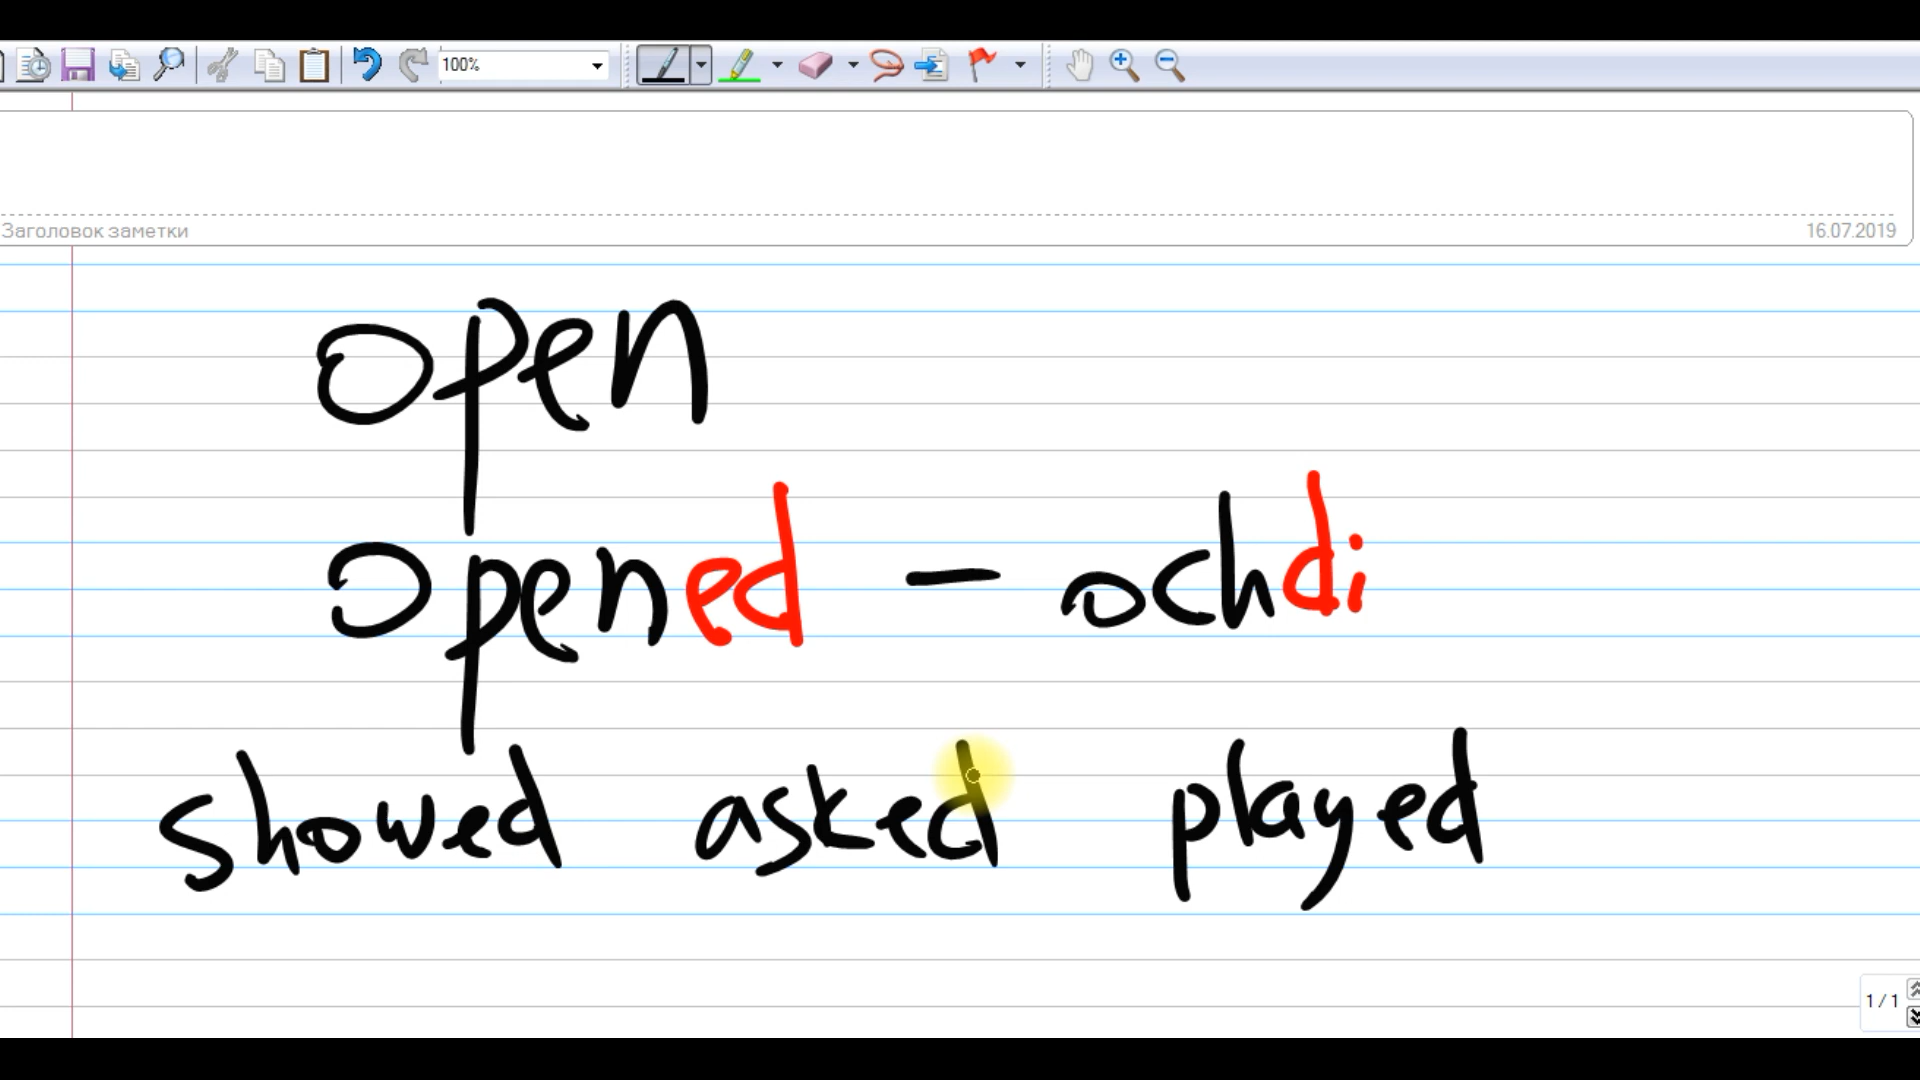 100%
Заголовок заметки 16.07.2019
open
opened - ochdi
showed asked played
1/1